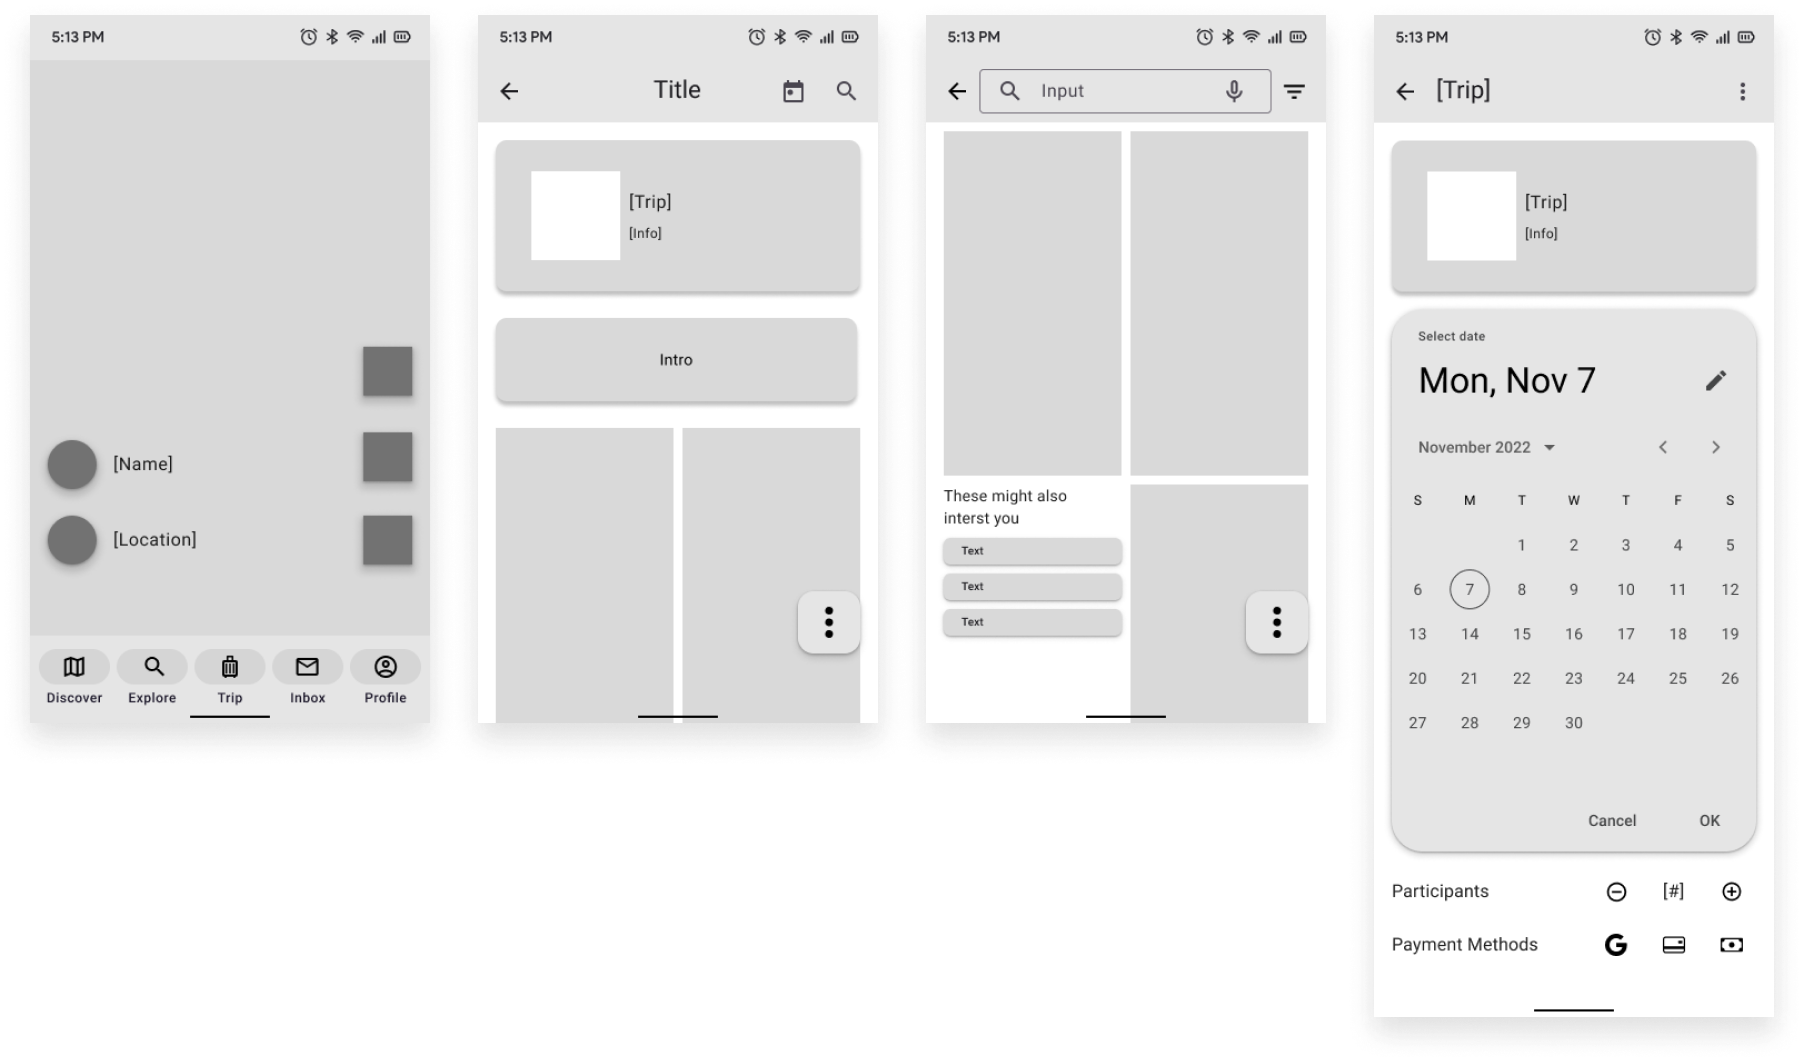 5:13 PM
[Name]
[Location]
Discover Explore Trip Inbox Profile
5:13 PM
Title
[Trip]
[Info]
Intro
5:13 PM
Input
These might also
interst you
Text
Text
Text
5:13 PM
[Trip]
[Trip]
[Info]
Select date
Mon, Nov 7
November 2022
S M T W T F S
1 2 3 4 5
6 7 8 9 10 11 12
13 14 15 16 17 18 19
20 21 22 23 24 25 26
27 28 29 30
Cancel OK
Participants [#]
Payment Methods G